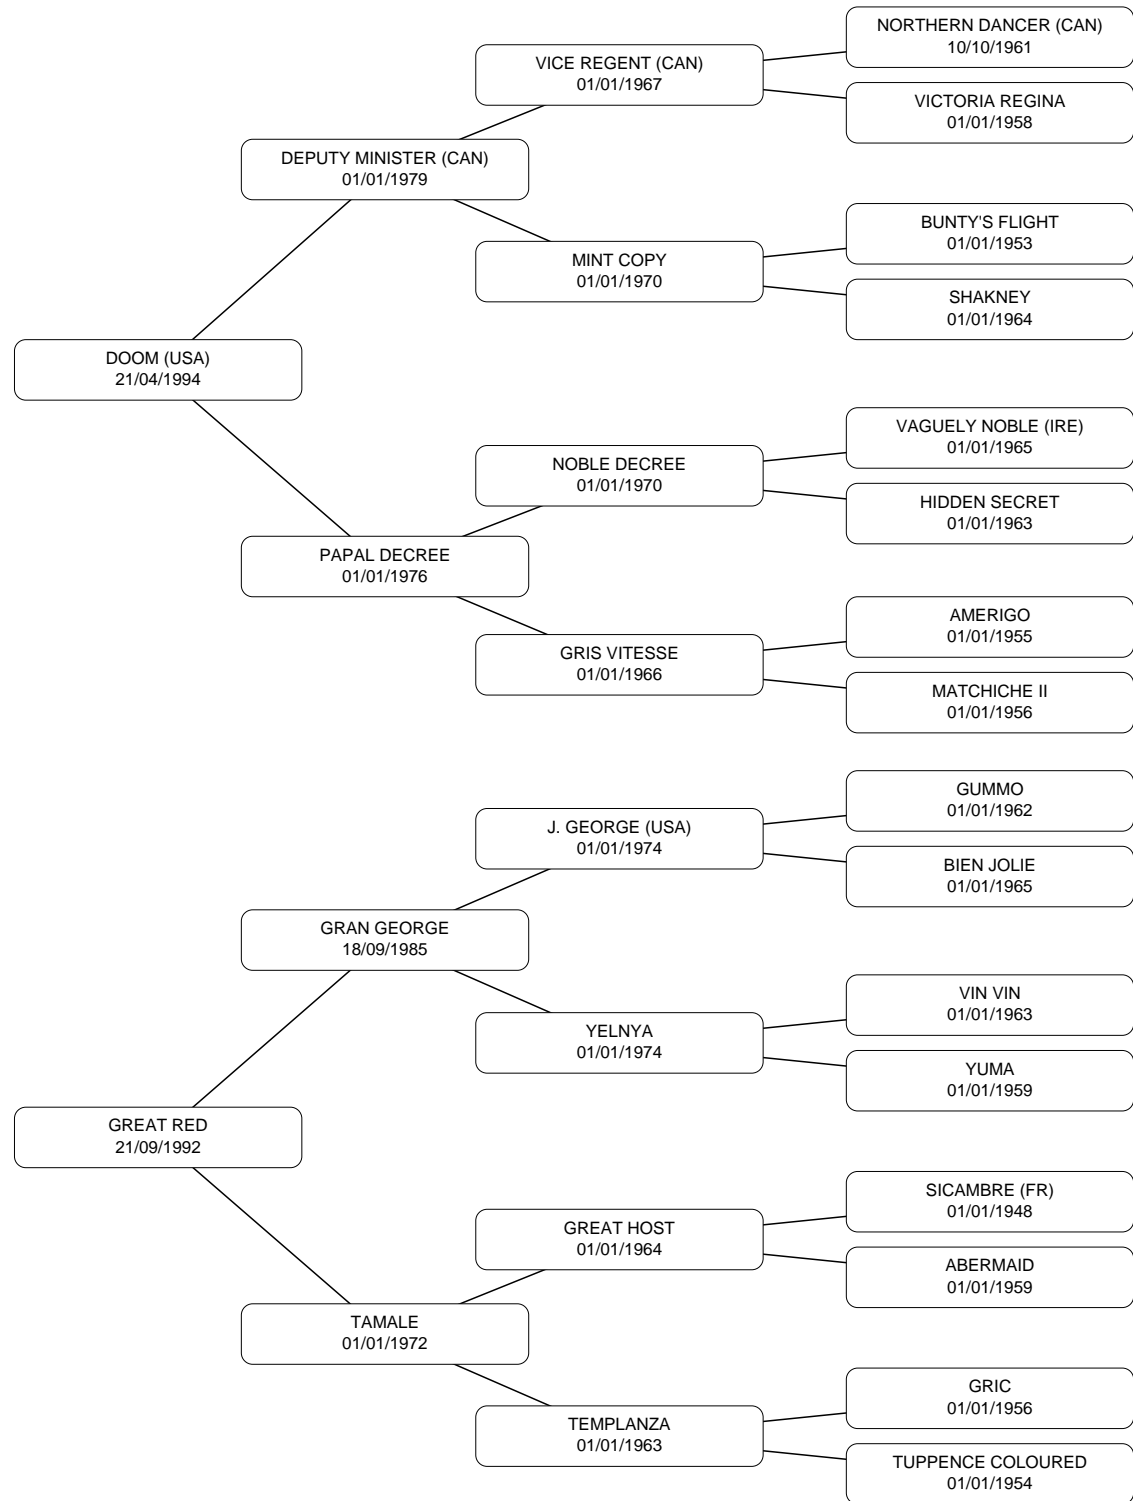 NORTHERN DANCER (CAN)
10/10/1961
VICE REGENT (CAN)
01/01/1967
VICTORIA REGINA
01/01/1958
DEPUTY MINISTER (CAN)
01/01/1979
BUNTY'S FLIGHT
01/01/1953
MINT COPY
01/01/1970
SHAKNEY
01/01/1964
DOOM (USA)
21/04/1994
VAGUELY NOBLE (IRE)
01/01/1965
NOBLE DECREE
01/01/1970
HIDDEN SECRET
01/01/1963
PAPAL DECREE
01/01/1976
AMERIGO
01/01/1955
GRIS VITESSE
01/01/1966
MATCHICHE II
01/01/1956
GUMMO
01/01/1962
J. GEORGE (USA)
01/01/1974
BIEN JOLIE
01/01/1965
GRAN GEORGE
18/09/1985
VIN VIN
01/01/1963
YELNYA
01/01/1974
YUMA
01/01/1959
GREAT RED
21/09/1992
SICAMBRE (FR)
01/01/1948
GREAT HOST
01/01/1964
ABERMAID
01/01/1959
TAMALE
01/01/1972
GRIC
01/01/1956
TEMPLANZA
01/01/1963
TUPPENCE COLOURED
01/01/1954